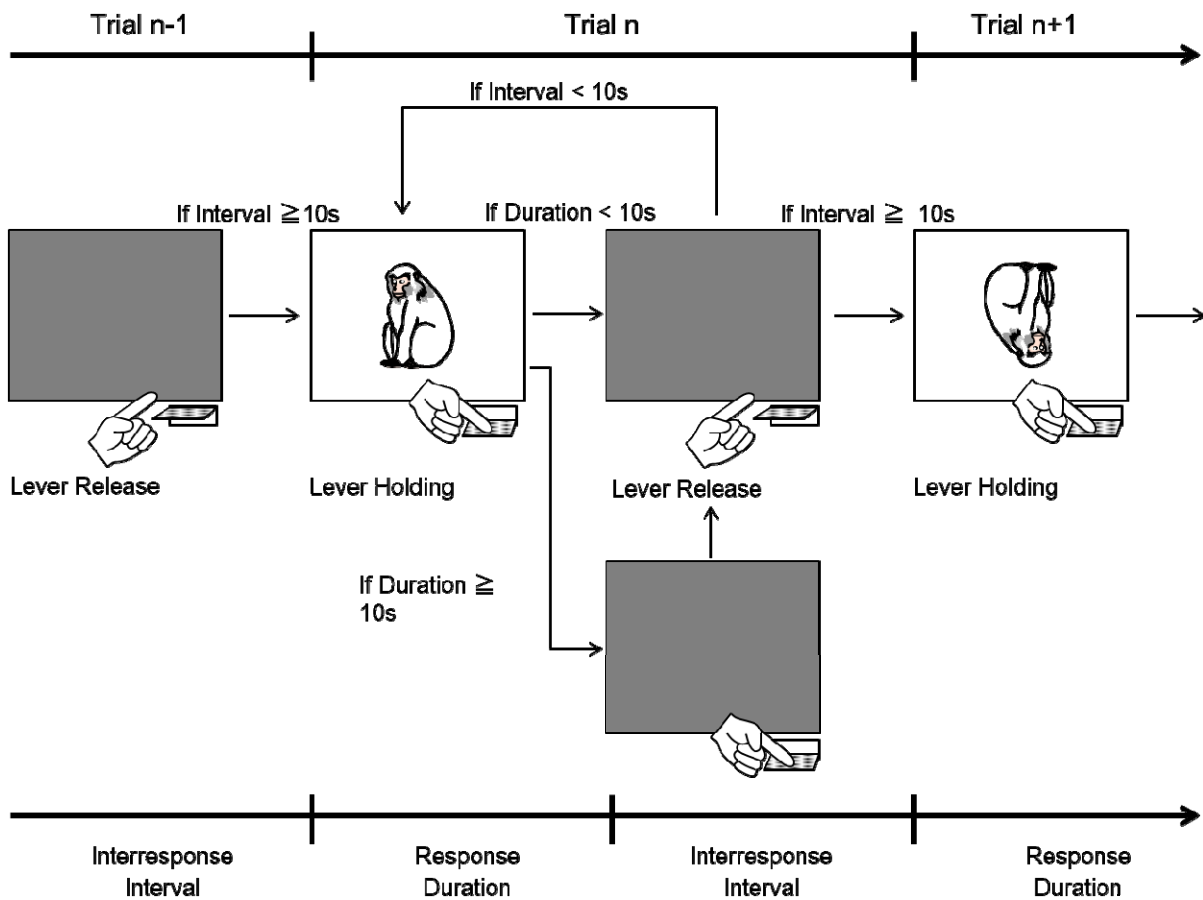 Trial n-1
Trial n
Trial n+1
If Interval < 10s
If Interval ≧10s
If Duration < 10s
If Interval ≧ 10s
Lever Release
Lever Holding
Lever Release
Lever Holding
If Duration ≧
10s
Interresponse
Interval
Response
Duration
Interresponse
Interval
Response
Duration